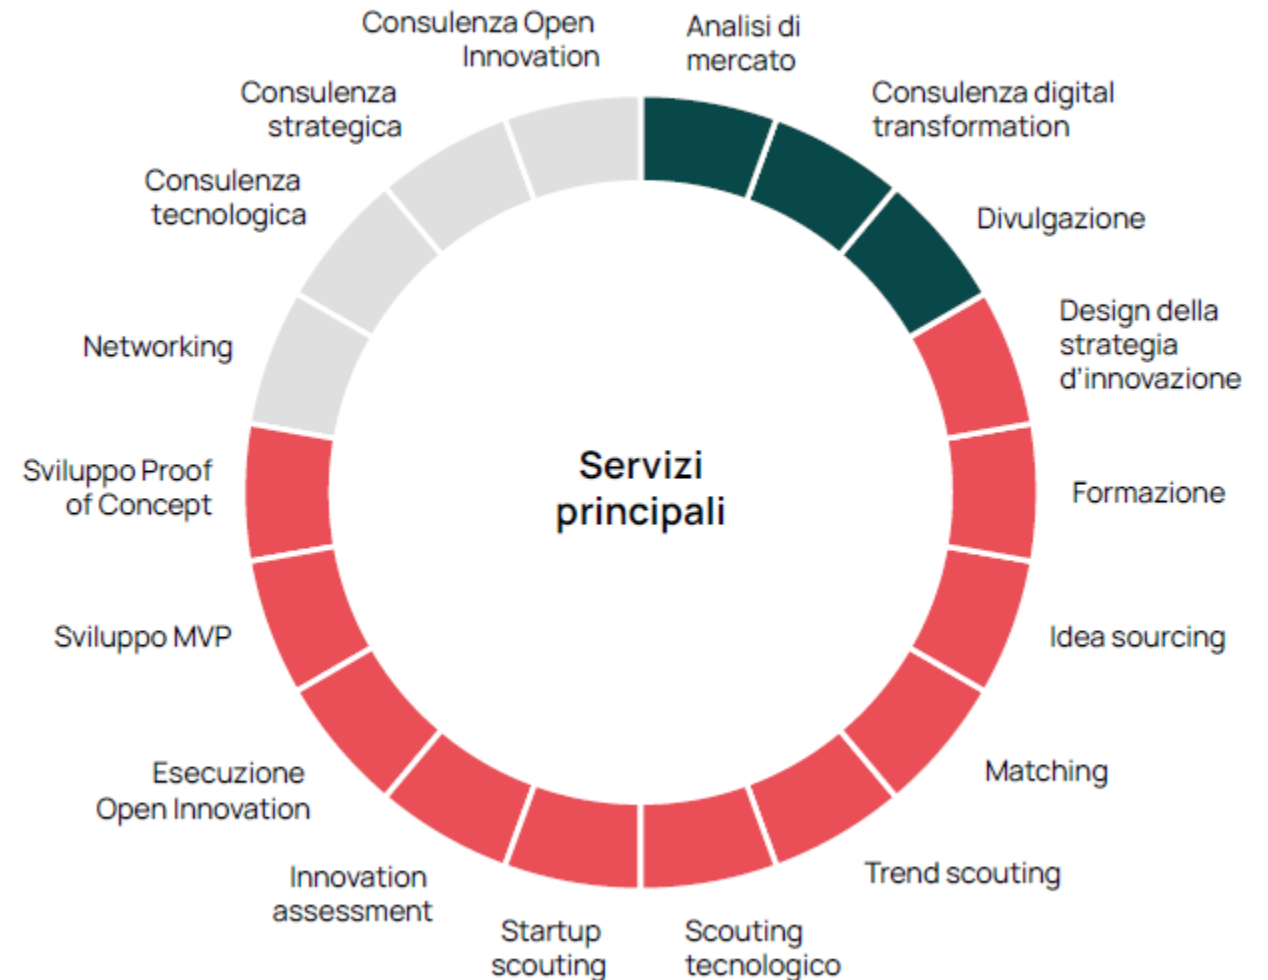 Servizi
principali
Analisi di
mercato
Consulenza digital
transformation
Divulgazione
Design della
strategia
d'innovazione
Formazione
Idea sourcing
Matching
Trend scouting
Scouting
tecnologico
Startup
scouting
Innovation
assessment
Esecuzione
Open Innovation
Sviluppo MVP
Sviluppo Proof
of Concept
Networking
Consulenza
tecnologica
Consulenza
strategica
Consulenza Open
Innovation